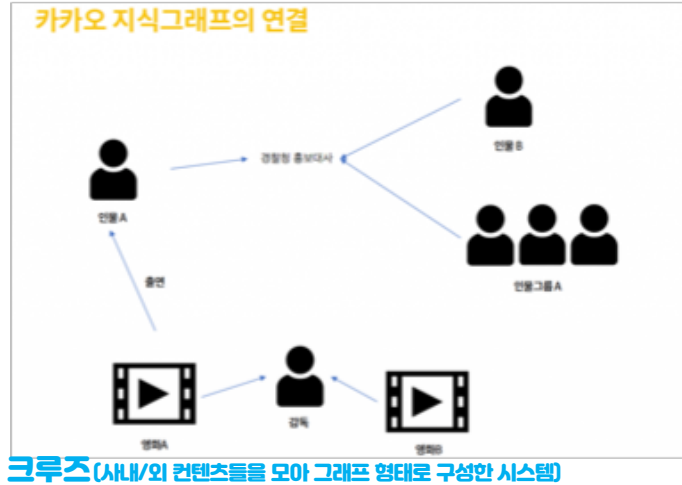 카카오 지식그래프의 연결
인물 B
경찰청 홍보대사
인물 A
인물그룹 A
출연
감독
영화A
영화B
크루즈(사내/외 컨텐츠들을 모아 그래프 형태로 구성한 시스템)